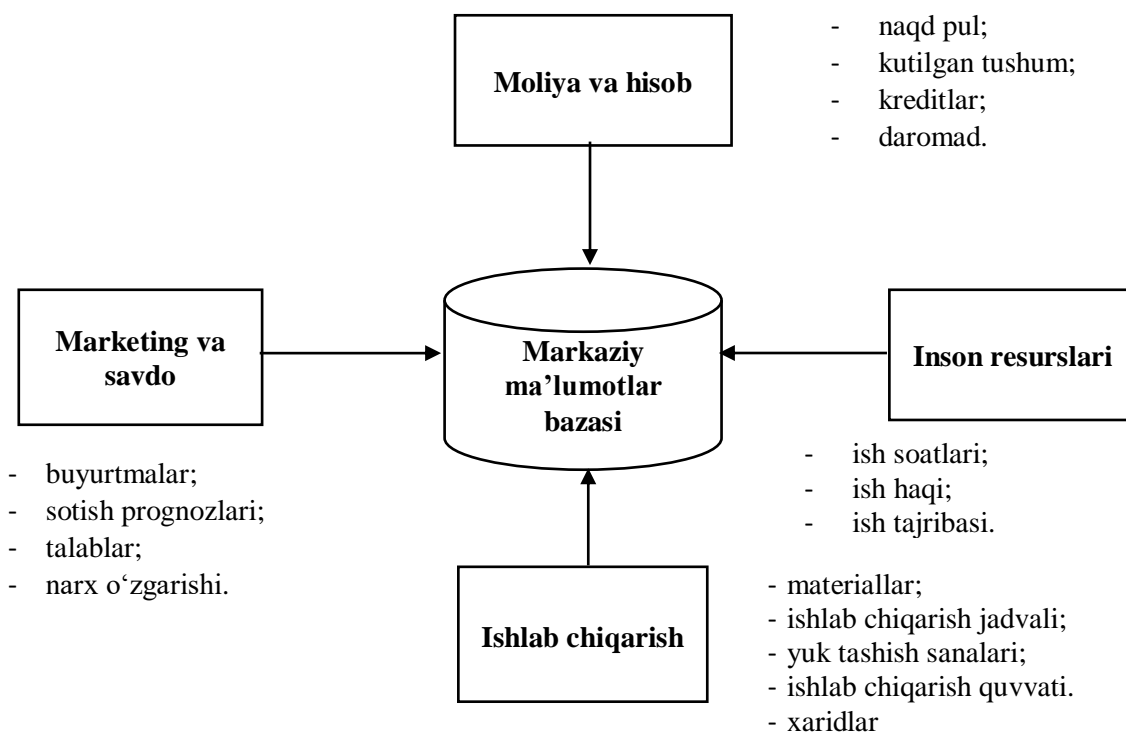 Moliya va hisob
- naqd pul;
- kutilgan tushum;
- kreditlar;
- daromad.
Marketing va
savdo
Markaziy
ma’lumotlar
bazasi
Inson resurslari
- buyurtmalar;
- sotish prognozlari;
- talablar;
- narx o‘zgarishi.
- ish soatlari;
- ish haqi;
- ish tajribasi.
Ishlab chiqarish
- materiallar;
- ishlab chiqarish jadvali;
- yuk tashish sanalari;
- ishlab chiqarish quvvati.
- xaridlar